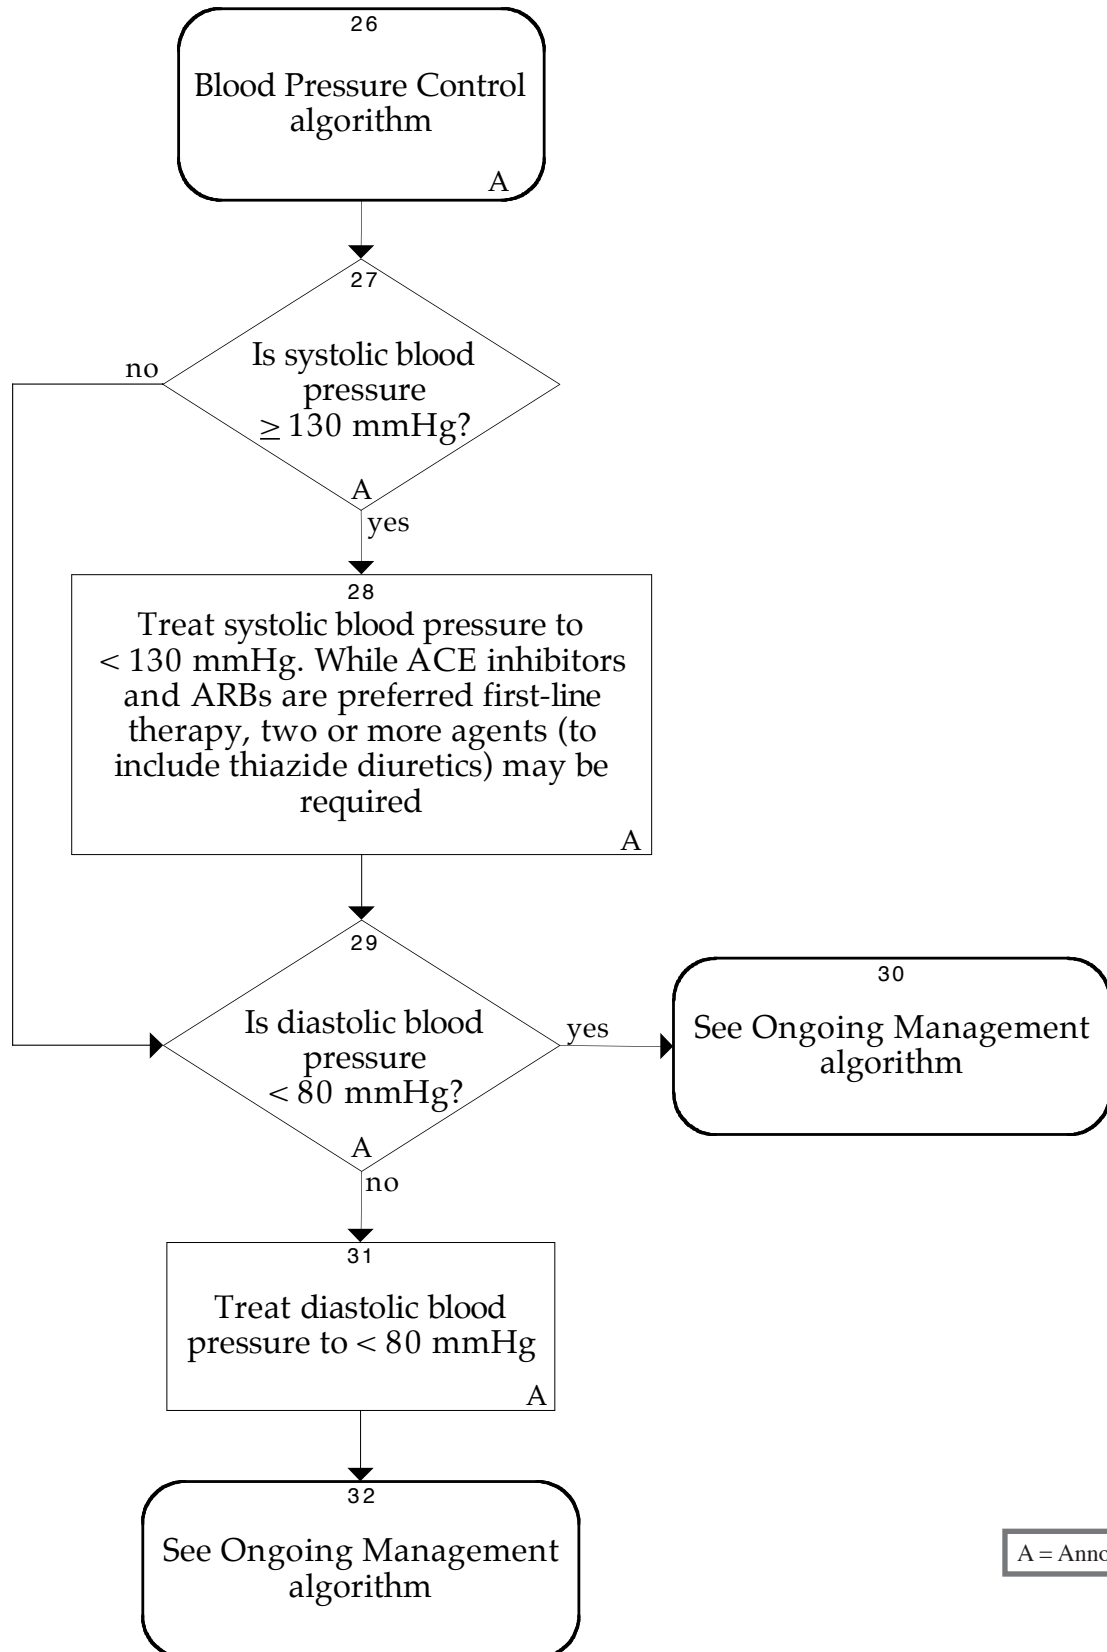 26
Blood Pressure Control
algorithm
A
27
Is systolic blood
pressure
≥ 130 mmHg?
A
no
yes
28
Treat systolic blood pressure to
< 130 mmHg. While ACE inhibitors
and ARBs are preferred first-line
therapy, two or more agents (to
include thiazide diuretics) may be
required
A
29
Is diastolic blood
pressure
< 80 mmHg?
A
yes
no
30
See Ongoing Management
algorithm
31
Treat diastolic blood
pressure to < 80 mmHg
A
32
See Ongoing Management
algorithm
A = Anno